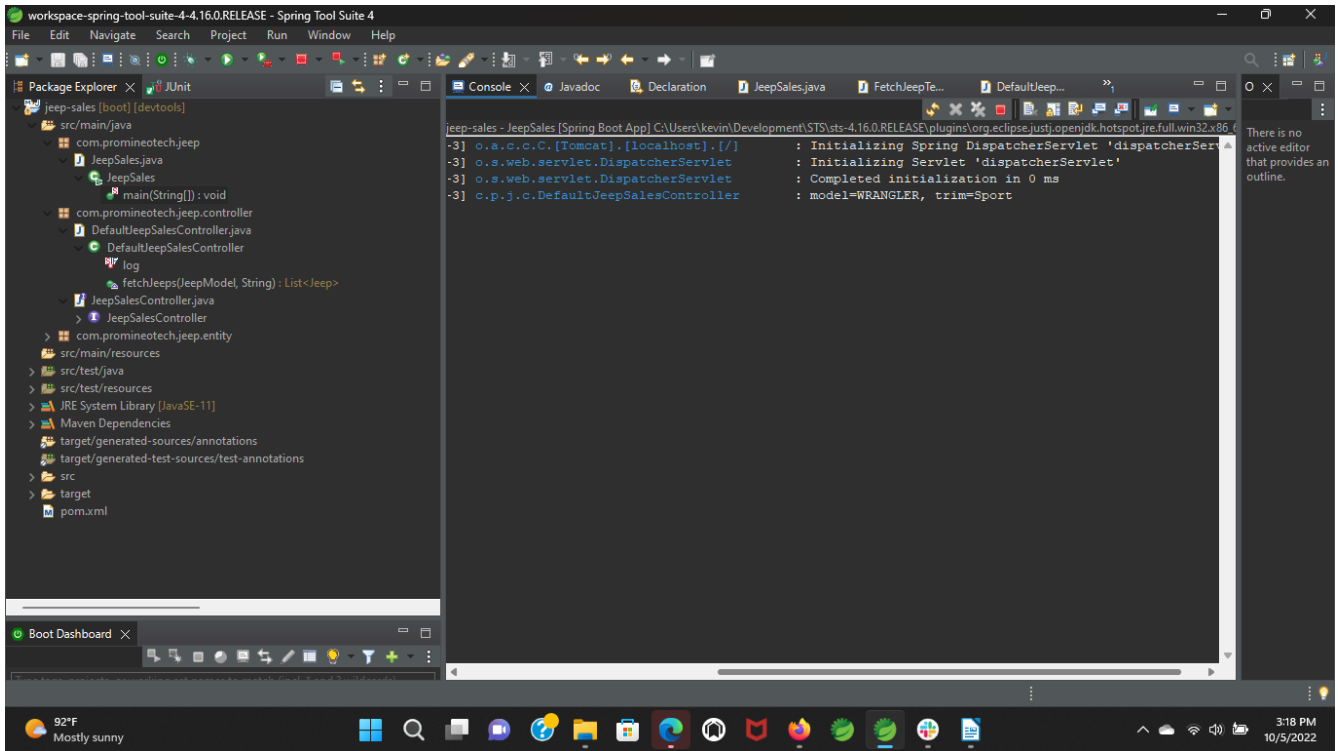 workspace-spring-tool-suite-4-4.16.0.RELEASE - Spring Tool Suite 4
File Edit Navigate Search Project Run Window Help
Package Explorer JUnit
jeep-sales [boot] [devtools]
src/main/java
com.promineotech.jeep
JeepSales.java
JeepSales
main(String[]) : void
com.promineotech.jeep.controller
DefaultJeepSalesController.java
DefaultJeepSalesController
log
fetchJeeps(JeepModel, String) : List<Jeep>
JeepSalesController.java
JeepSalesController
com.promineotech.jeep.entity
src/main/resources
src/test/java
src/test/resources
JRE System Library [JavaSE-11]
Maven Dependencies
target/generated-sources/annotations
target/generated-test-sources/test-annotations
src
target
pom.xml
Boot Dashboard
Console Javadoc Declaration JeepSales.java FetchJeepTe... DefaultJeep... »1
jeep-sales - JeepSales [Spring Boot App] C:\Users\kevin\Development\STS\sts-4.16.0.RELEASE\plugins\org.eclipse.justj.openjdk.hotspot.jre.full.win32.x86_6
-3] o.a.c.c.C.[Tomcat].[localhost].[/] : Initializing Spring DispatcherServlet 'dispatcherServ
-3] o.s.web.servlet.DispatcherServlet : Initializing Servlet 'dispatcherServlet'
-3] o.s.web.servlet.DispatcherServlet : Completed initialization in 0 ms
-3] c.p.j.c.DefaultJeepSalesController : model=WRANGLER, trim=Sport
O
There is no
active editor
that provides an
outline.
92°F
Mostly sunny
3:18 PM
10/5/2022